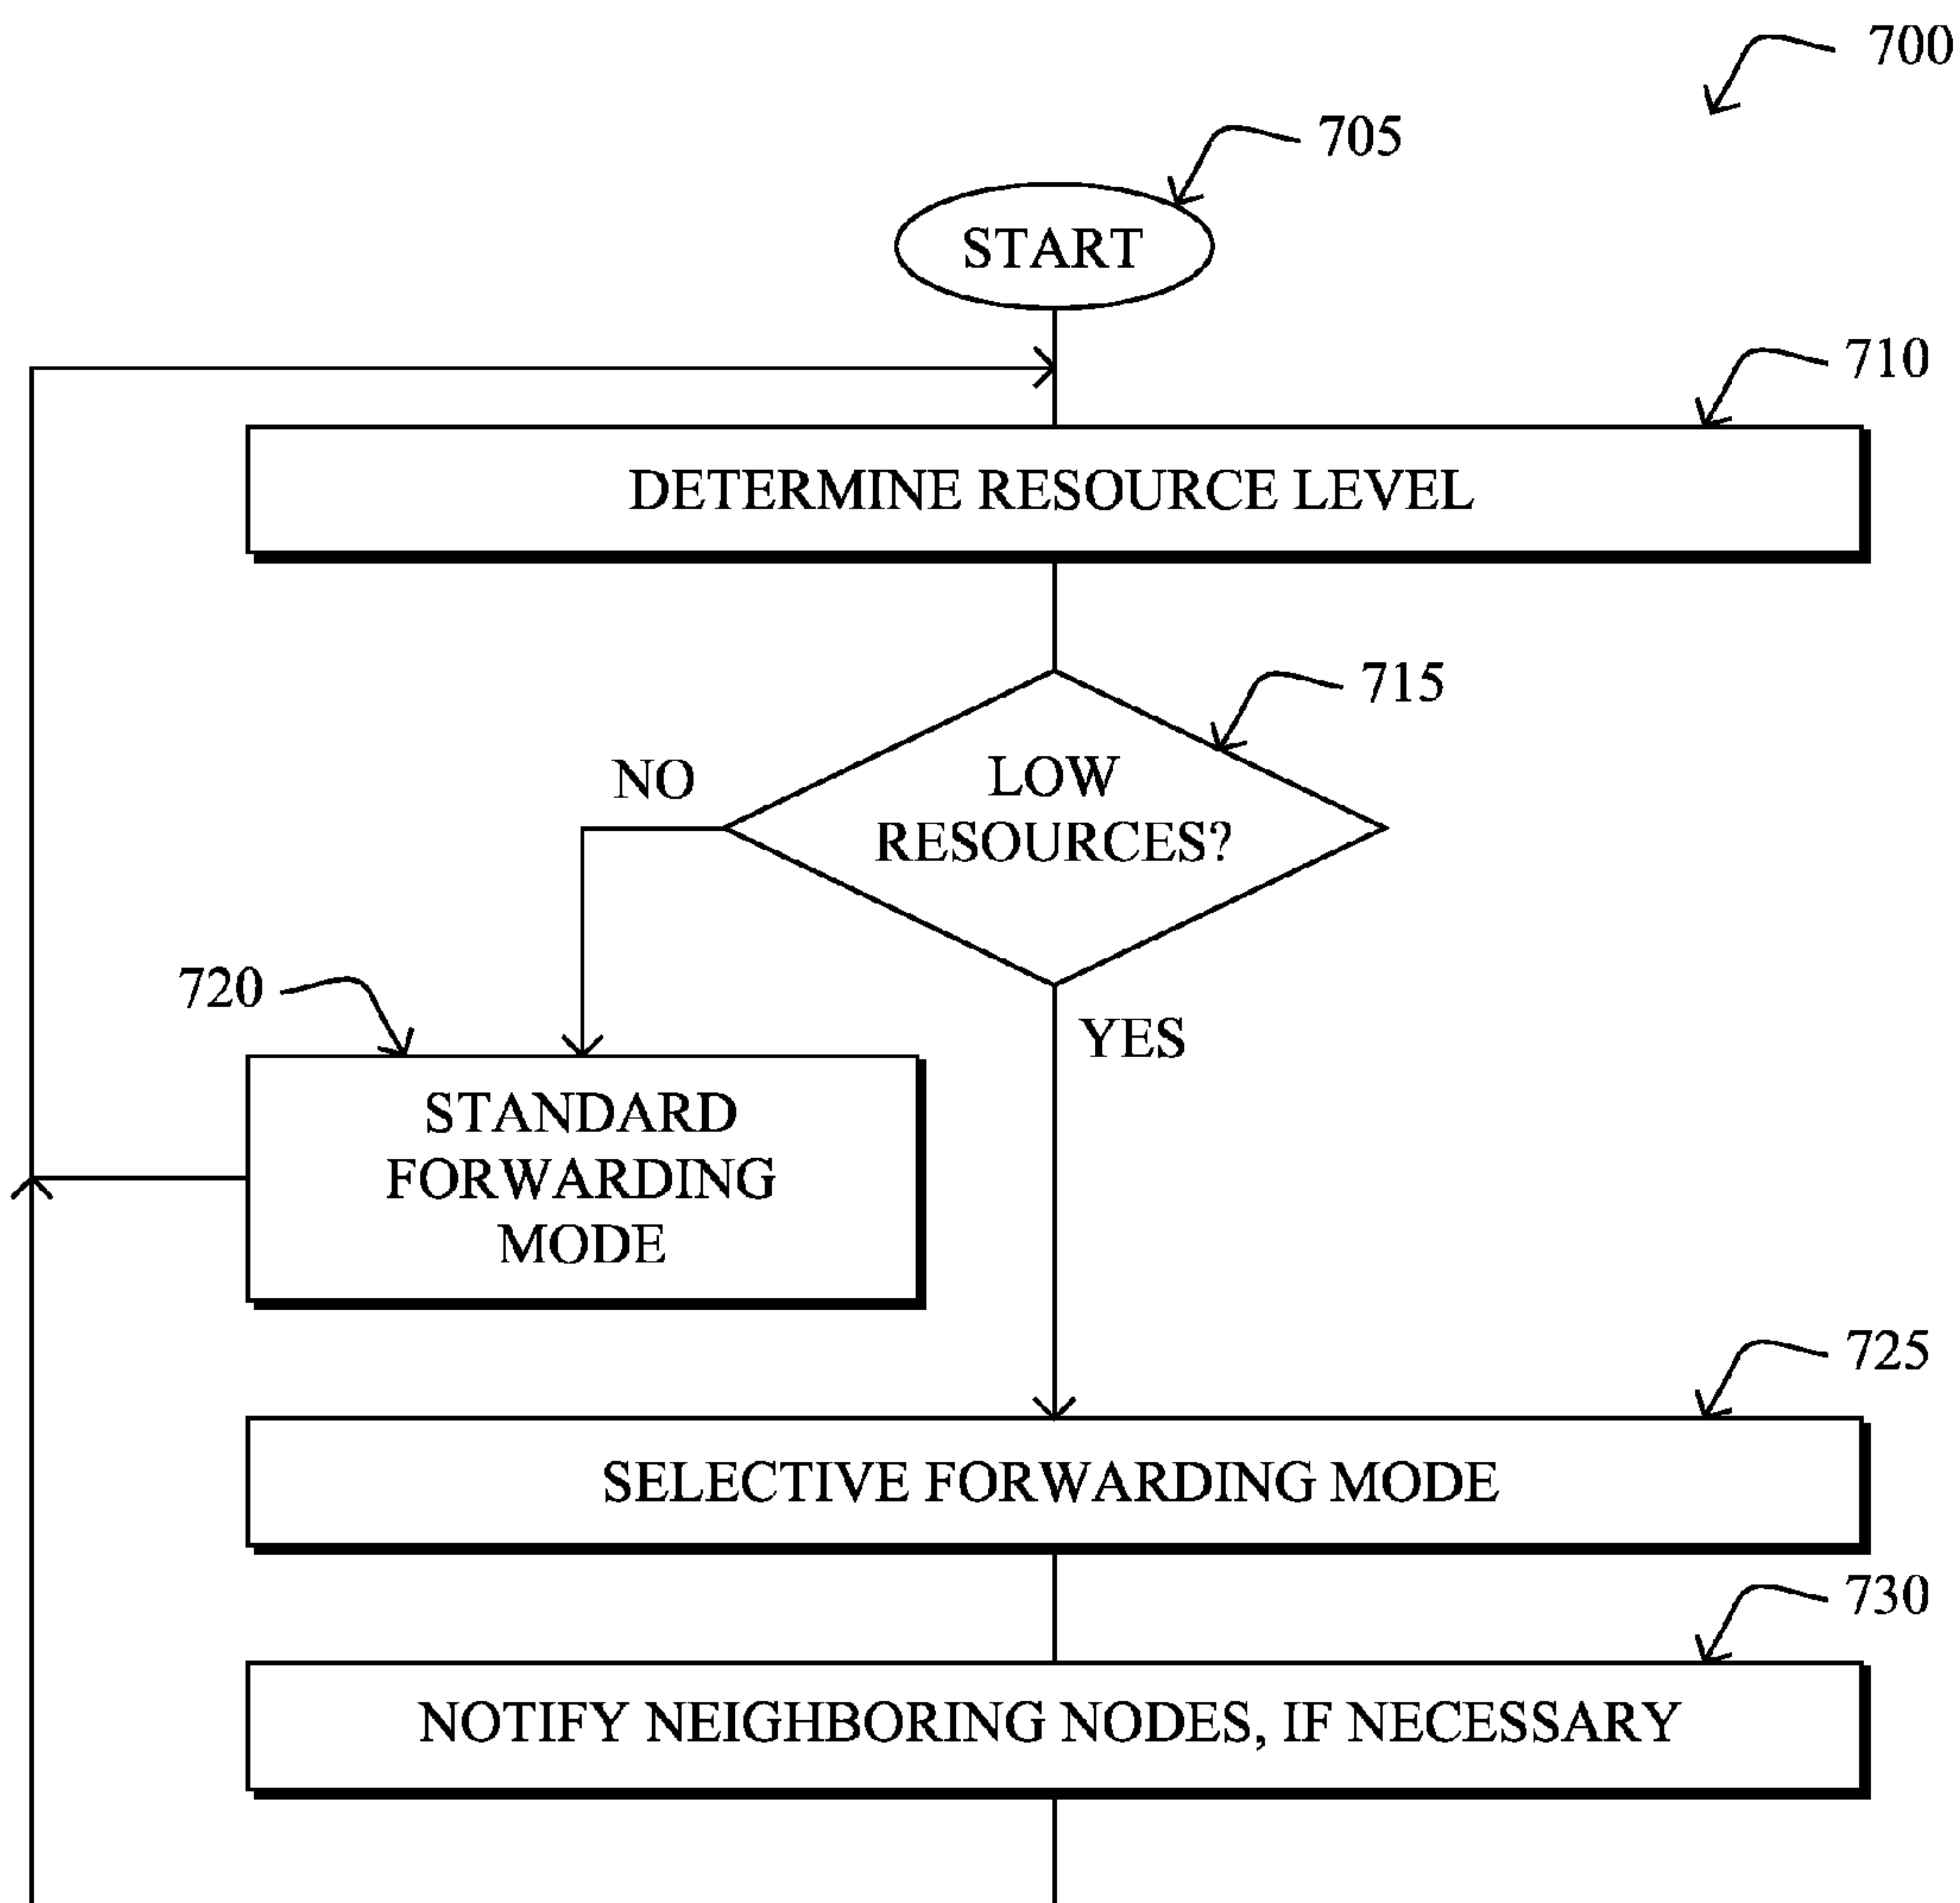 700
705
START
710
DETERMINE RESOURCE LEVEL
715
NO
LOW
RESOURCES?
720
YES
STANDARD
FORWARDING
MODE
725
SELECTIVE FORWARDING MODE
730
NOTIFY NEIGHBORING NODES, IF NECESSARY